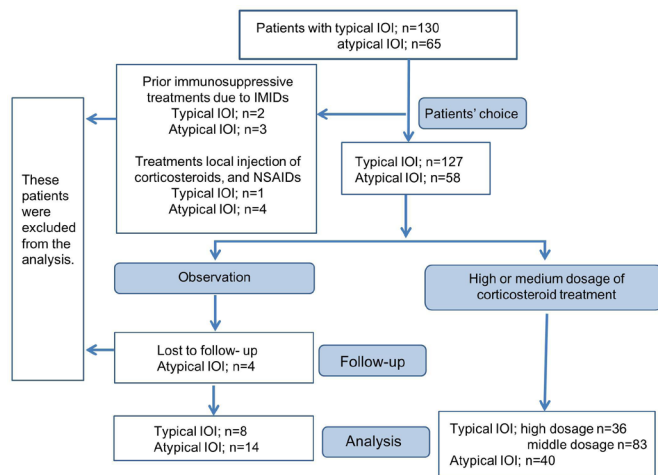 Patients with typical IOI; n=130
atypical IOI; n=65
Prior immunosuppressive
treatments due to IMIDs
Typical IOI; n=2
Atypical IOI; n=3
Treatments local injection of
corticosteroids, and NSAIDs
Typical IOI; n=1
Atypical IOI; n=4
Patients' choice
These
patients
were
excluded
from the
analysis.
Typical IOI; n=127
Atypical IOI; n=58
Observation
High or medium dosage of
corticosteroid treatment
Lost to follow- up
Atypical IOI; n=4
Follow-up
Typical IOI; n=8
Atypical IOI; n=14
Analysis
Typical IOI; high dosage n=36
middle dosage n=83
Atypical IOI; n=40